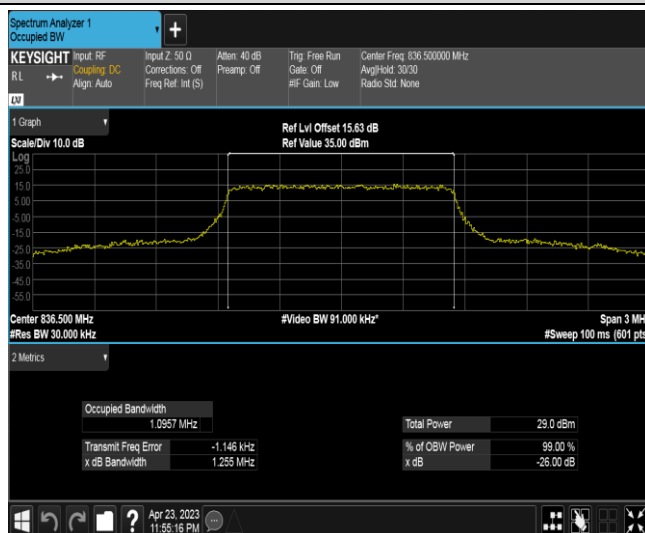 Spectrum Analyzer 1
Occupied BW
+
KEYSIGHT Input: RF Input Z: 50 Ω Atten: 40 dB Trig: Free Run Center Freq: 836.500000 MHz
RL Coupling: DC Corrections: Off Preamp: Off Gate: Off Avg|Hold: 30/30
Align: Auto Freq Ref: Int (S) #IF Gain: Low Radio Std: None
LXI
1 Graph
Ref Lvl Offset 15.63 dB
Scale/Div 10.0 dB Ref Value 35.00 dBm
Log
25.0
15.0
5.00
-5.00
-15.0
-25.0
-35.0
-45.0
-55.0
Center 836.500 MHz #Video BW 91.000 kHz* Span 3 MH
#Res BW 30.000 kHz #Sweep 100 ms (601 pts
2 Metrics
Occupied Bandwidth
1.0957 MHz Total Power 29.0 dBm
Transmit Freq Error -1.146 kHz % of OBW Power 99.00 %
x dB Bandwidth 1.255 MHz x dB -26.00 dB
? Apr 23, 2023
11:55:16 PM